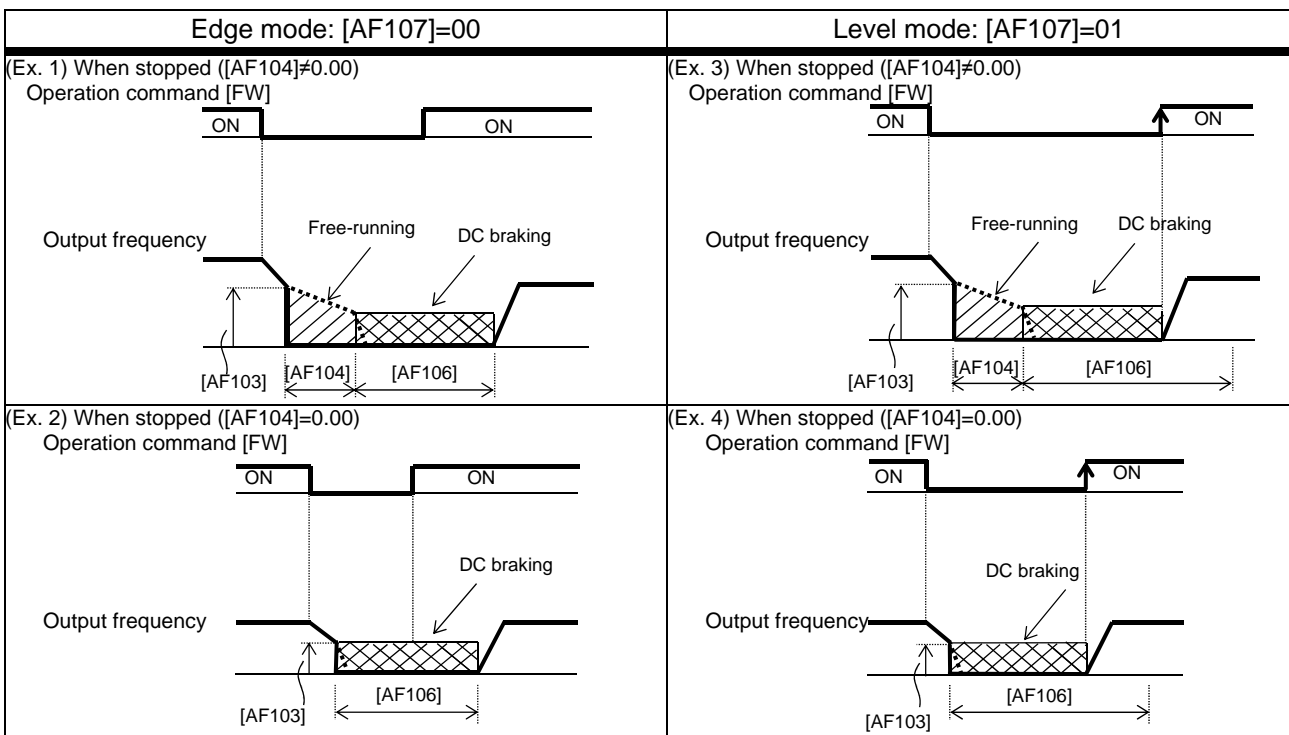 Edge mode: [AF107]=00
Level mode: [AF107]=01
(Ex. 1) When stopped ([AF104]≠0.00)
Operation command [FW]
ON
ON
Output frequency
Free-running
DC braking
[AF103]
[AF104]
[AF106]
(Ex. 3) When stopped ([AF104]≠0.00)
Operation command [FW]
ON
ON
Output frequency
Free-running
DC braking
[AF103]
[AF104]
[AF106]
(Ex. 2) When stopped ([AF104]=0.00)
Operation command [FW]
ON
ON
DC braking
Output frequency
[AF106]
[AF103]
(Ex. 4) When stopped ([AF104]=0.00)
Operation command [FW]
ON
ON
DC braking
Output frequency
[AF106]
[AF103]